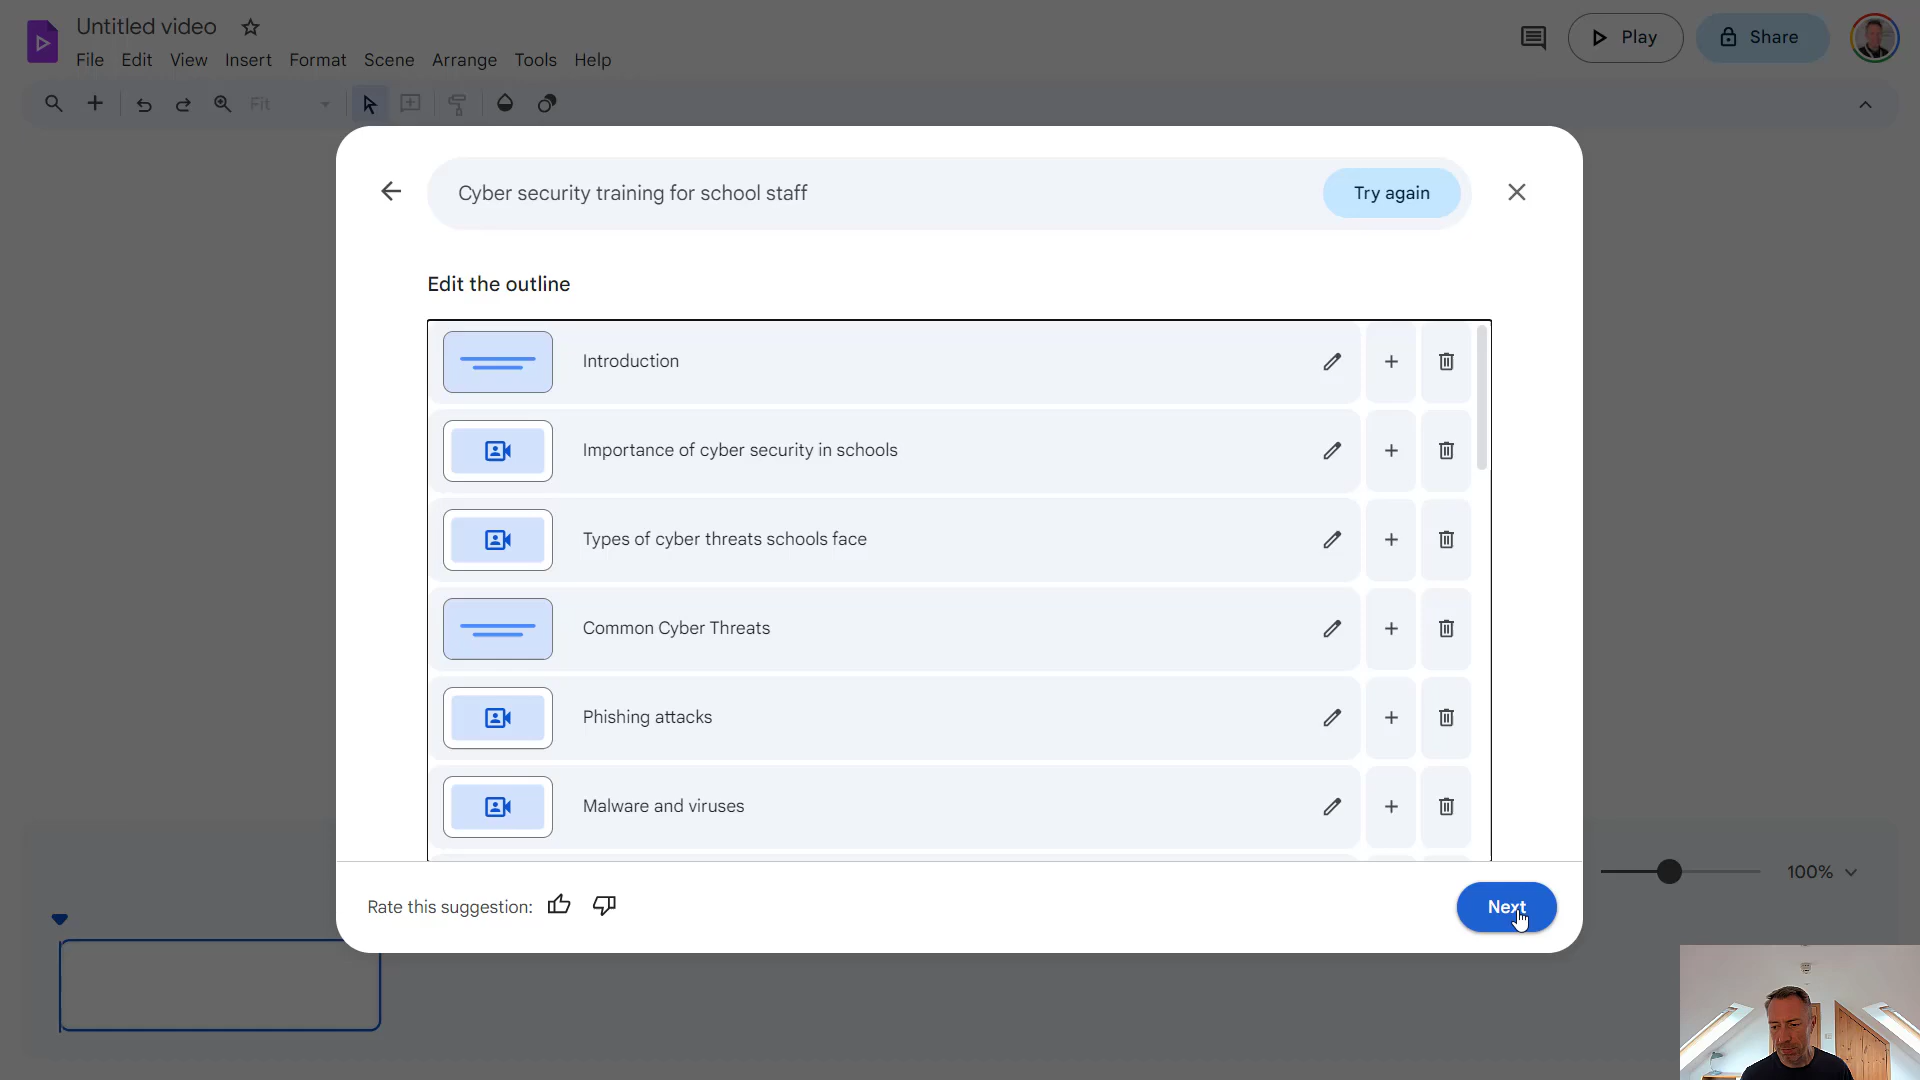 Untitled video
File Edit View Insert Format Scene Arrange Tools Help
Play
Share
Fit
Cyber security training for school staff
Try again
Edit the outline
Introduction
Importance of cyber security in schools
Types of cyber threats schools face
Common Cyber Threats
Phishing attacks
Malware and viruses
100%
Rate this suggestion:
Next